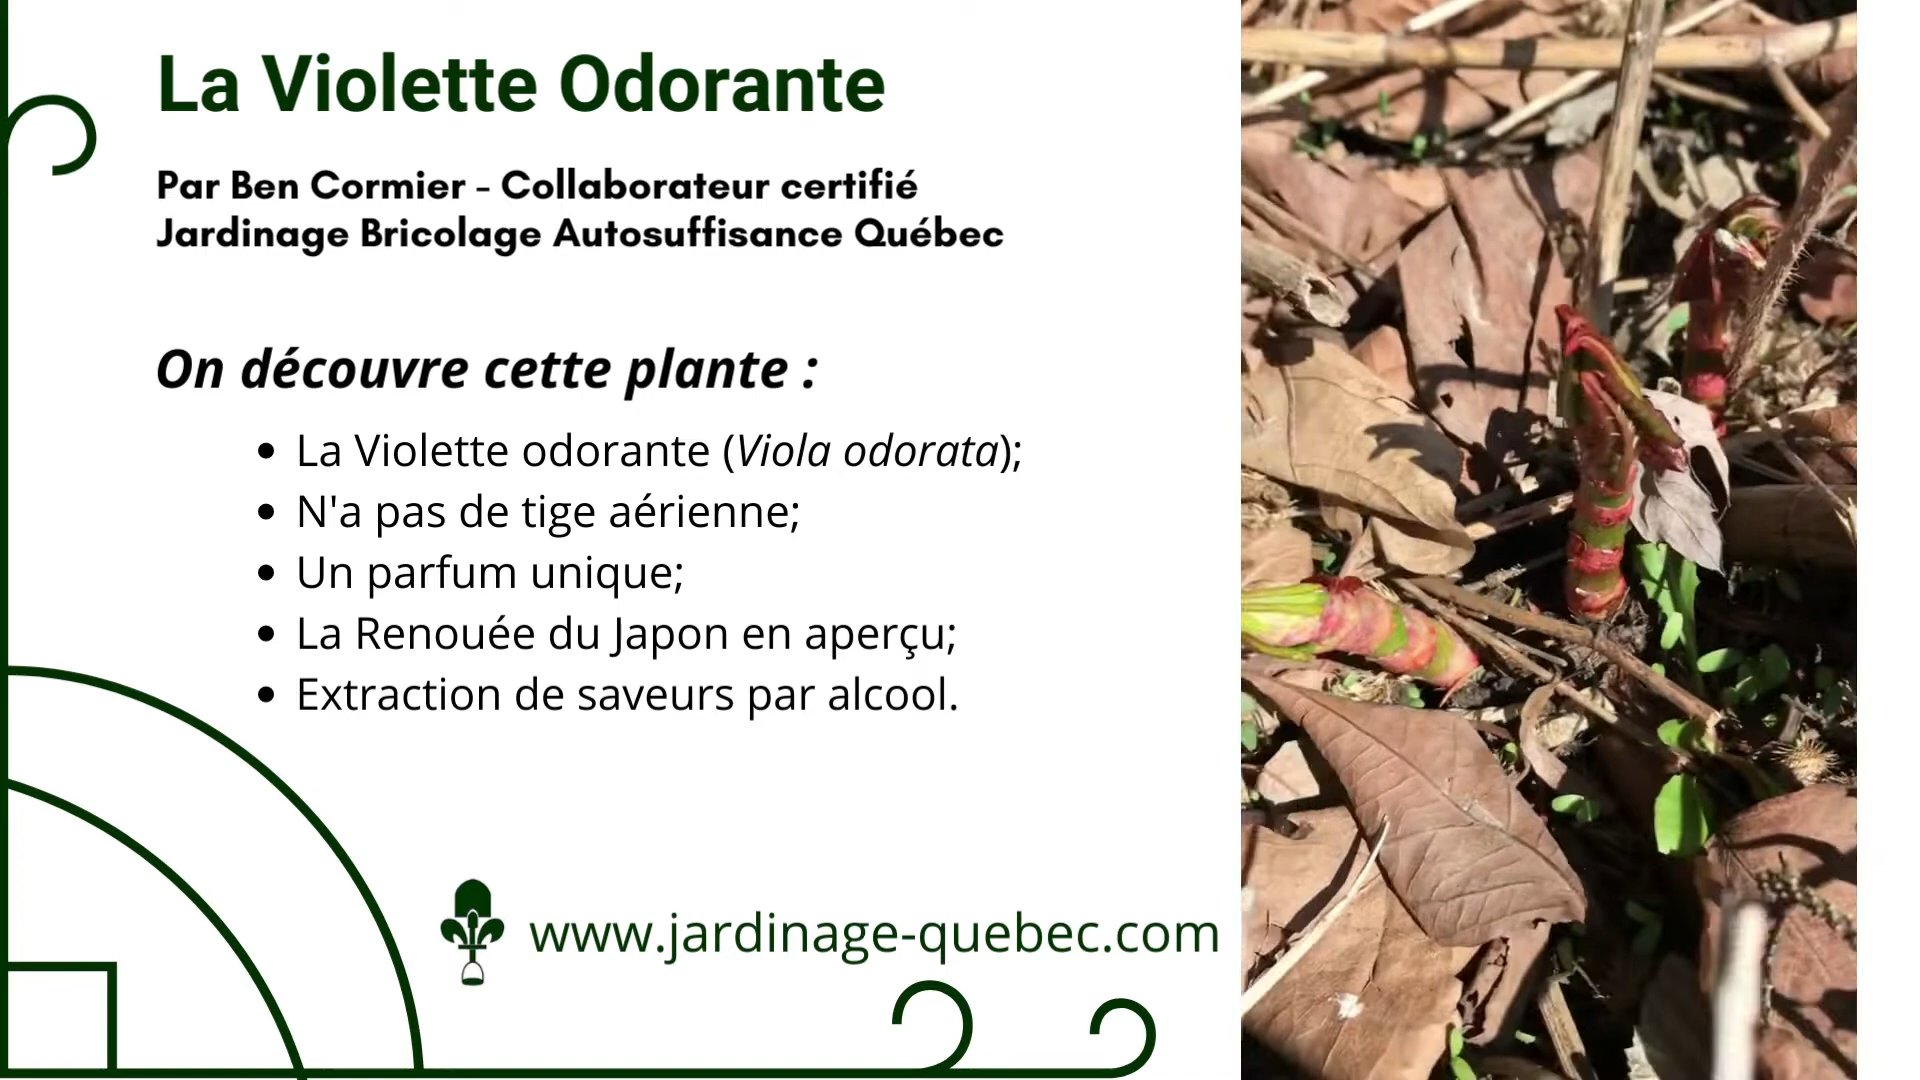 La Violette Odorante
Par Ben Cormier - Collaborateur certifié
Jardinage Bricolage Autosuffisance Québec
On découvre cette plante :
• La Violette odorante (Viola odorata);
• N'a pas de tige aérienne;
• Un parfum unique;
• La Renouée du Japon en aperçu;
• Extraction de saveurs par alcool.
www.jardinage-quebec.com